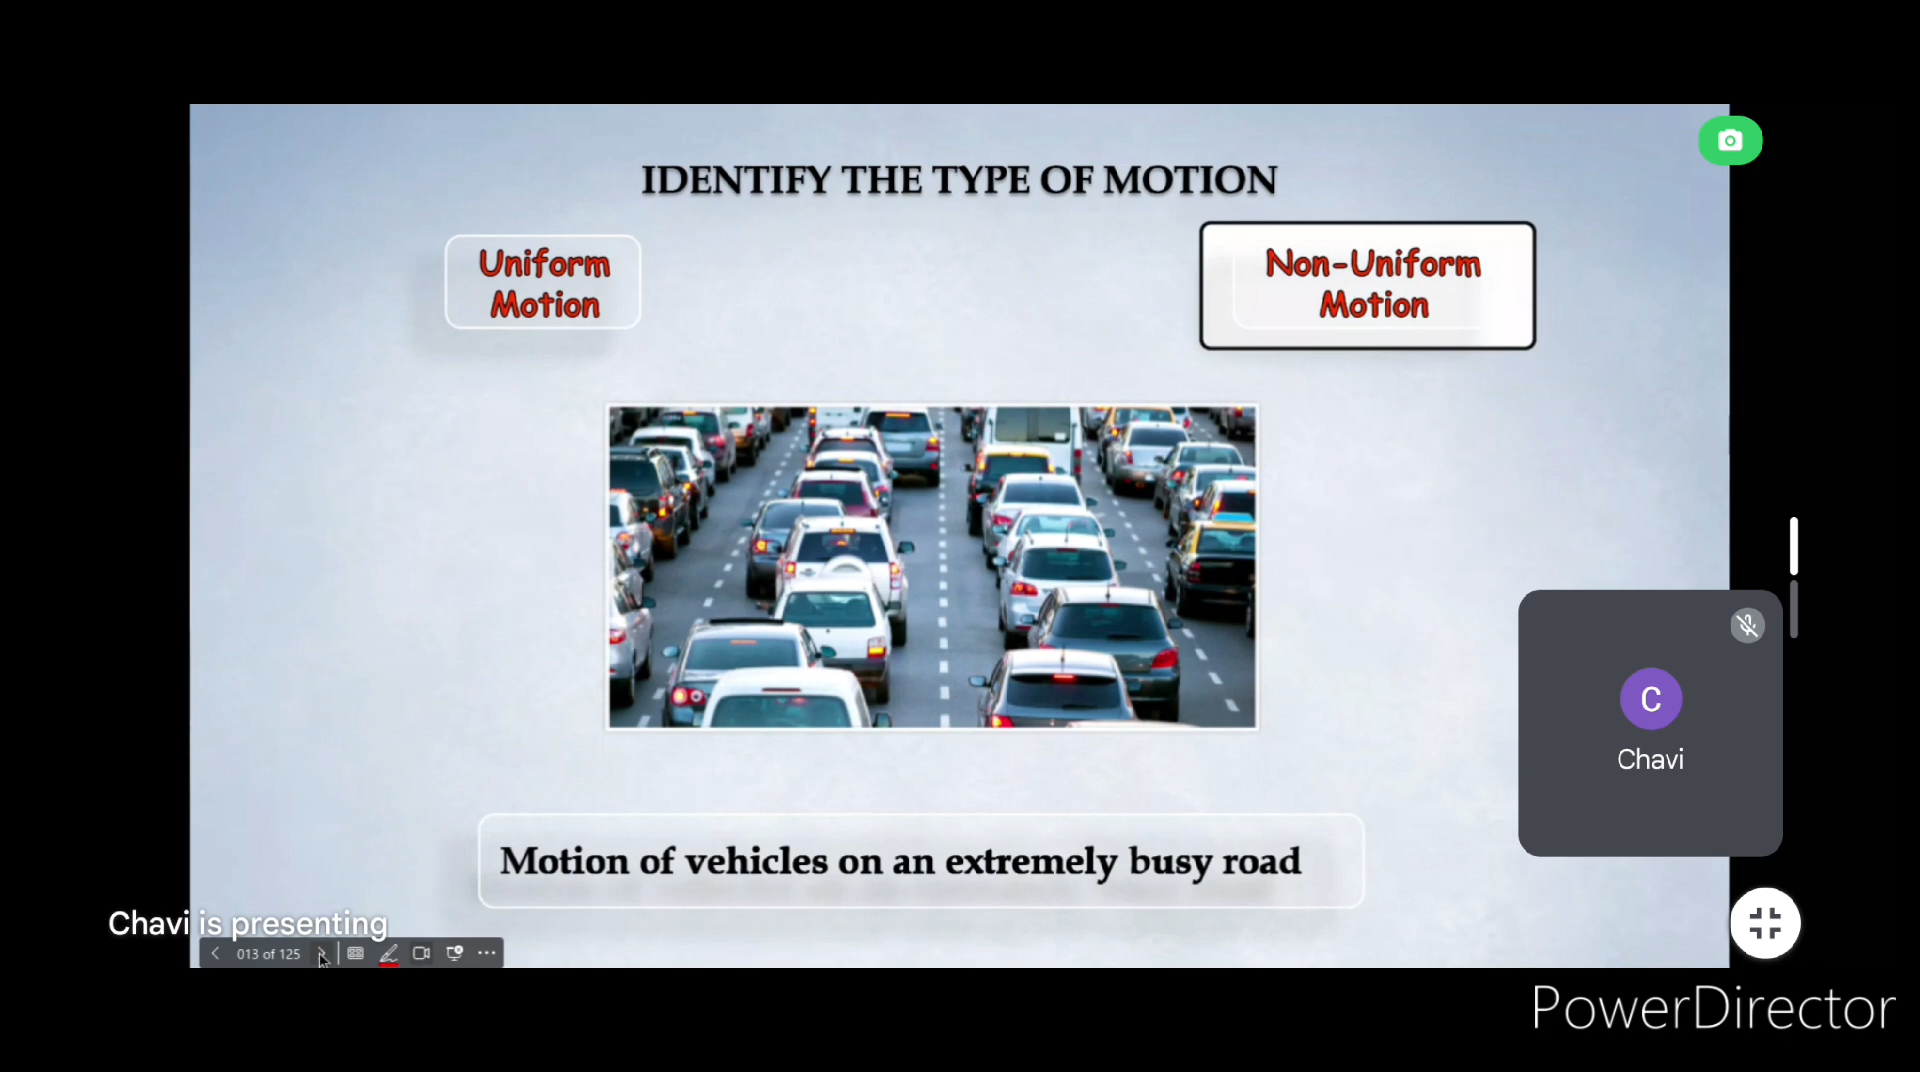 IDENTIFY THE TYPE OF MOTION
Uniform
Motion
Non-Uniform
Motion
C
Chavi
Motion of vehicles on an extremely busy road
Chavi is presenting
013 of 125
PowerDirector